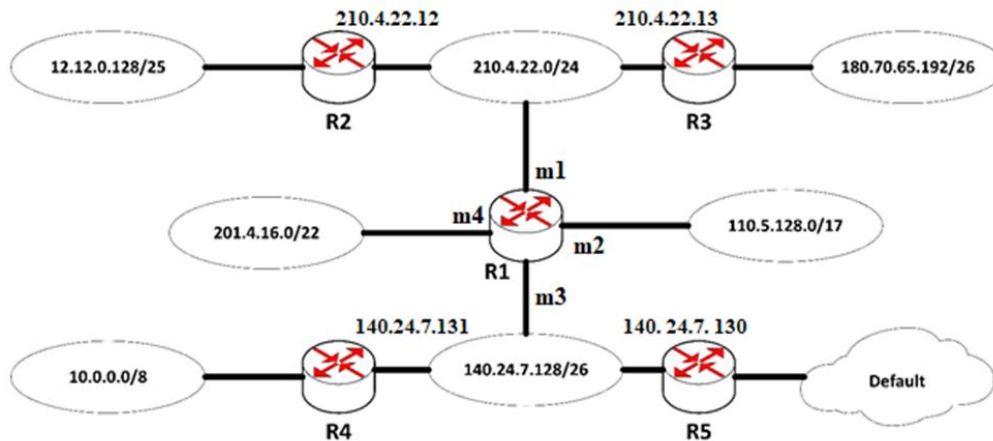 210.4.22.12
210.4.22.13
12.12.0.128/25
210.4.22.0/24
180.70.65.192/26
R2
R3
m1
201.4.16.0/22
m4
m2
110.5.128.0/17
R1
m3
140.24.7.131
140. 24.7. 130
10.0.0.0/8
140.24.7.128/26
Default
R4
R5